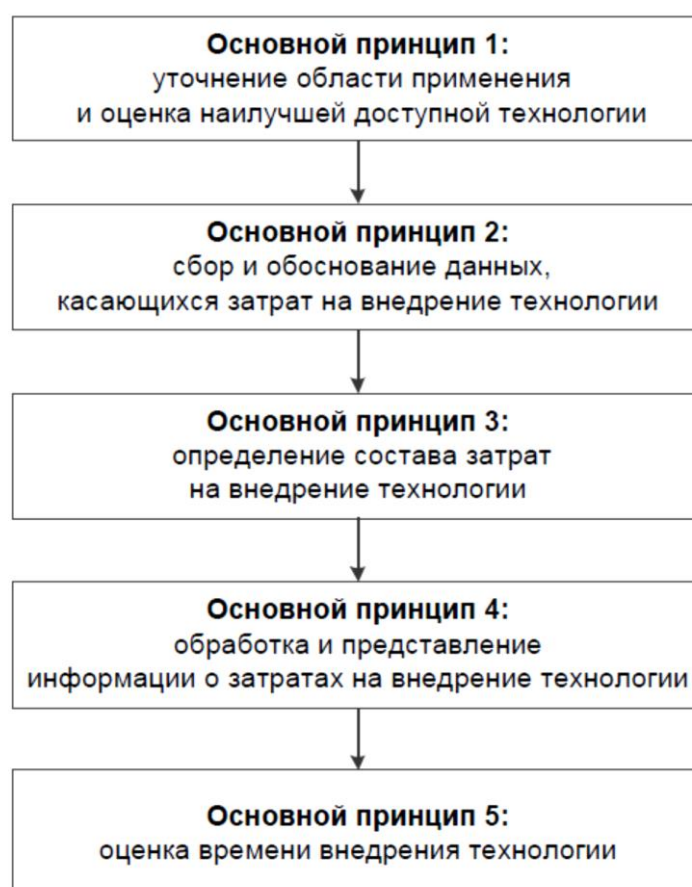 Основной принцип 1:
уточнение области применения
и оценка наилучшей доступной технологии
Основной принцип 2:
сбор и обоснование данных,
касающихся затрат на внедрение технологии
Основной принцип 3:
определение состава затрат
на внедрение технологии
Основной принцип 4:
обработка и представление
информации о затратах на внедрение технологии
Основной принцип 5:
оценка времени внедрения технологии